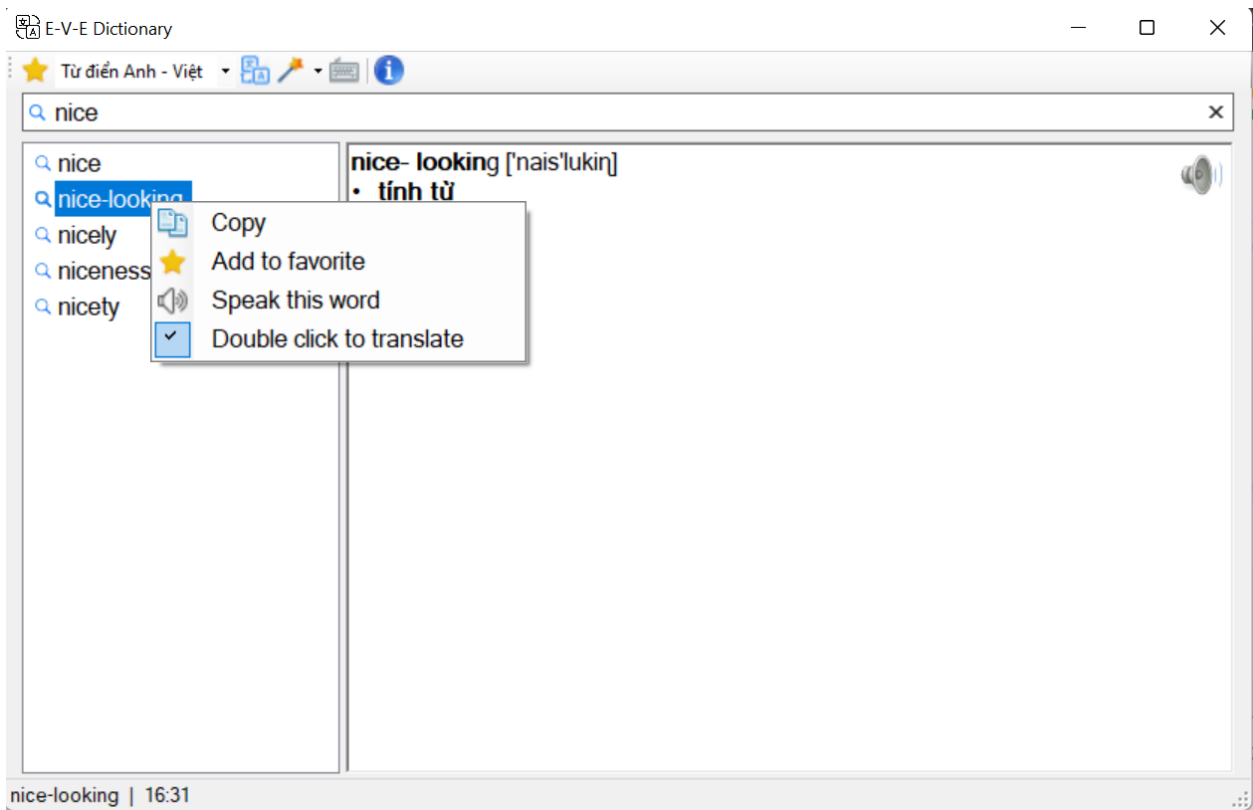 E-V-E Dictionary
Từ điển Anh - Việt
nice
nice
nice-looking
nicely
niceness
nicety
nice- looking ['nais'lukiη]
• tính từ
Copy
Add to favorite
Speak this word
Double click to translate
nice-looking | 16:31